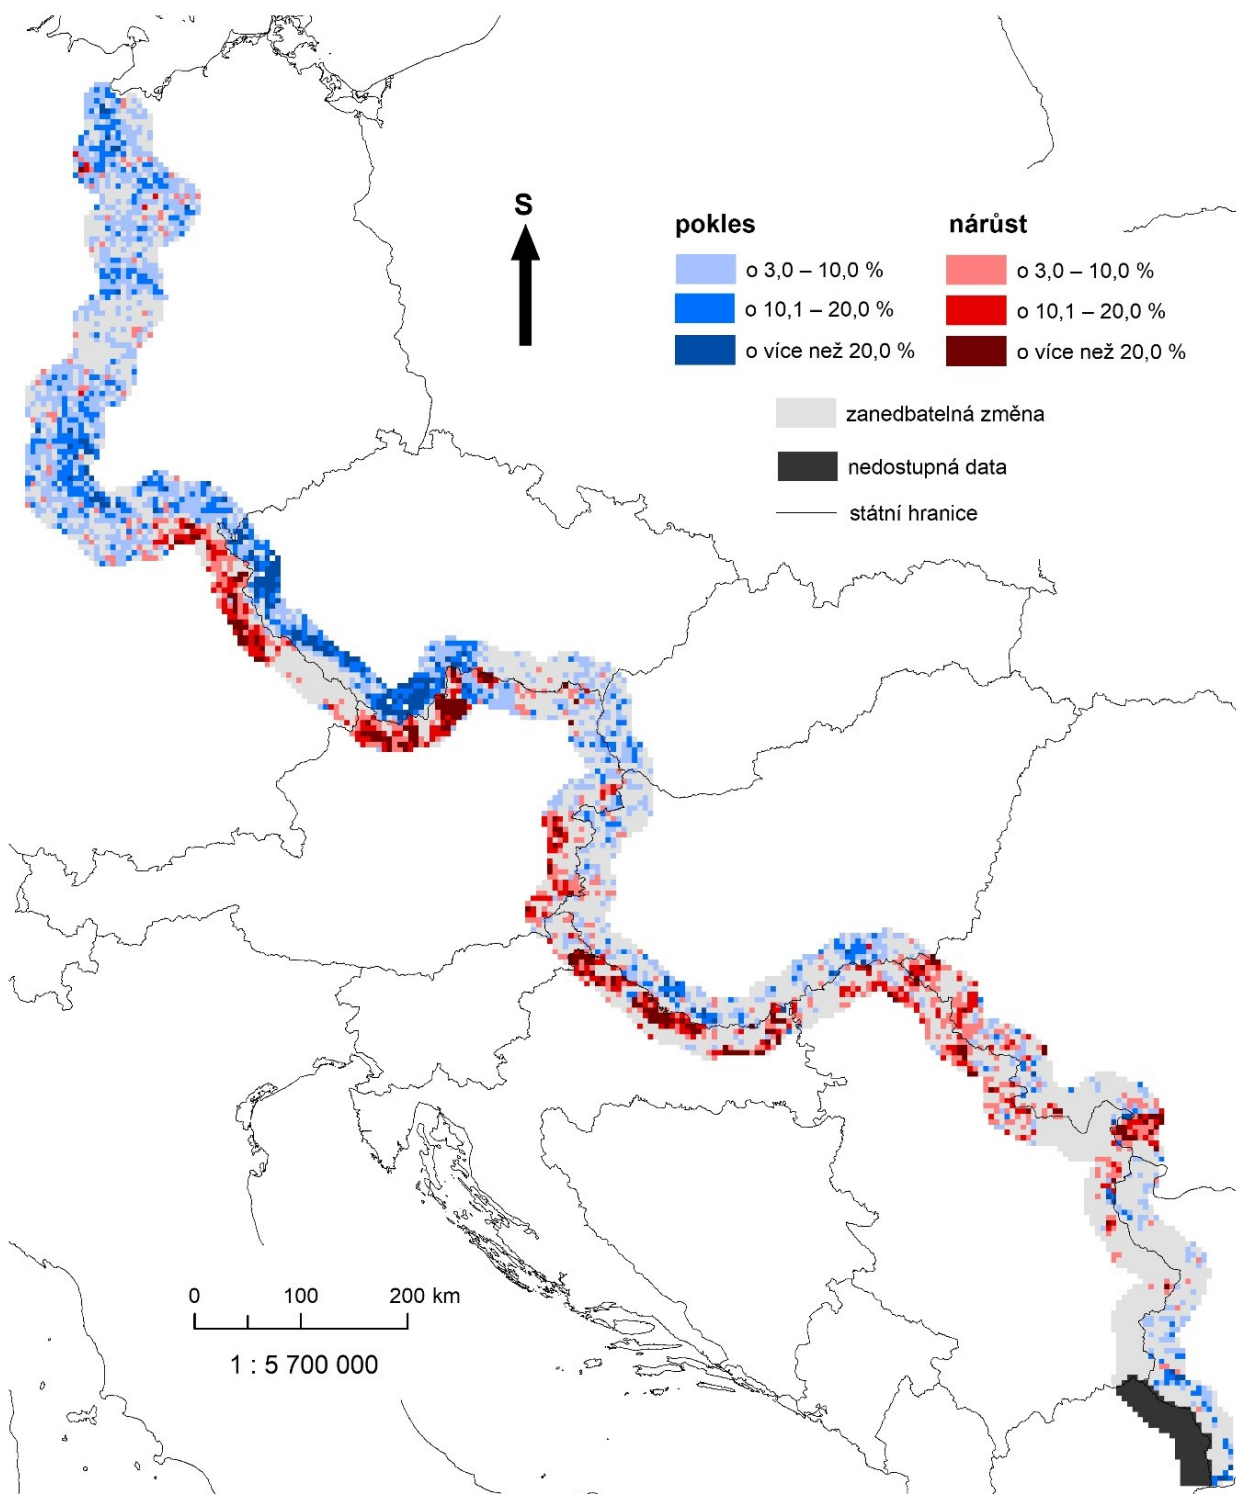 S
pokles
nárůst
o 3,0 – 10,0 %
o 3,0 – 10,0 %
o 10,1 – 20,0 %
o 10,1 – 20,0 %
o více než 20,0 %
o více než 20,0 %
zanedbatelná změna
nedostupná data
státní hranice
0 100 200 km
1 : 5 700 000